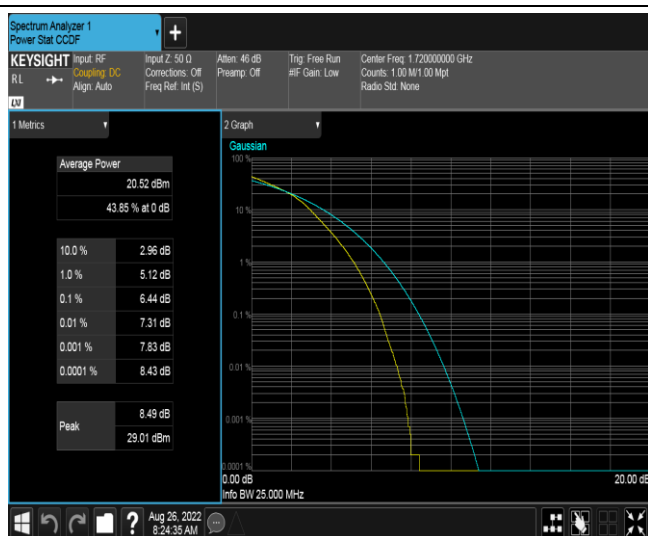 Spectrum Analyzer 1
Power Stat CCDF
+
KEYSIGHT
RL
LXI
Input: RF
Coupling: DC
Align: Auto
Input Z: 50 Ω
Corrections: Off
Freq Ref: Int (S)
Atten: 46 dB
Preamp: Off
Trig: Free Run
#IF Gain: Low
Center Freq: 1.720000000 GHz
Counts: 1.00 M/1.00 Mpt
Radio Std: None
1 Metrics
Average Power
20.52 dBm
43.85 % at 0 dB
10.0 % 2.96 dB
1.0 % 5.12 dB
0.1 % 6.44 dB
0.01 % 7.31 dB
0.001 % 7.83 dB
0.0001 % 8.43 dB
Peak
8.49 dB
29.01 dBm
2 Graph
Gaussian
100 %
10 %
1 %
0.1 %
0.01 %
0.001 %
0.0001 %
0.00 dB 20.00 dB
Info BW 25.000 MHz
?
Aug 26, 2022
8:24:35 AM